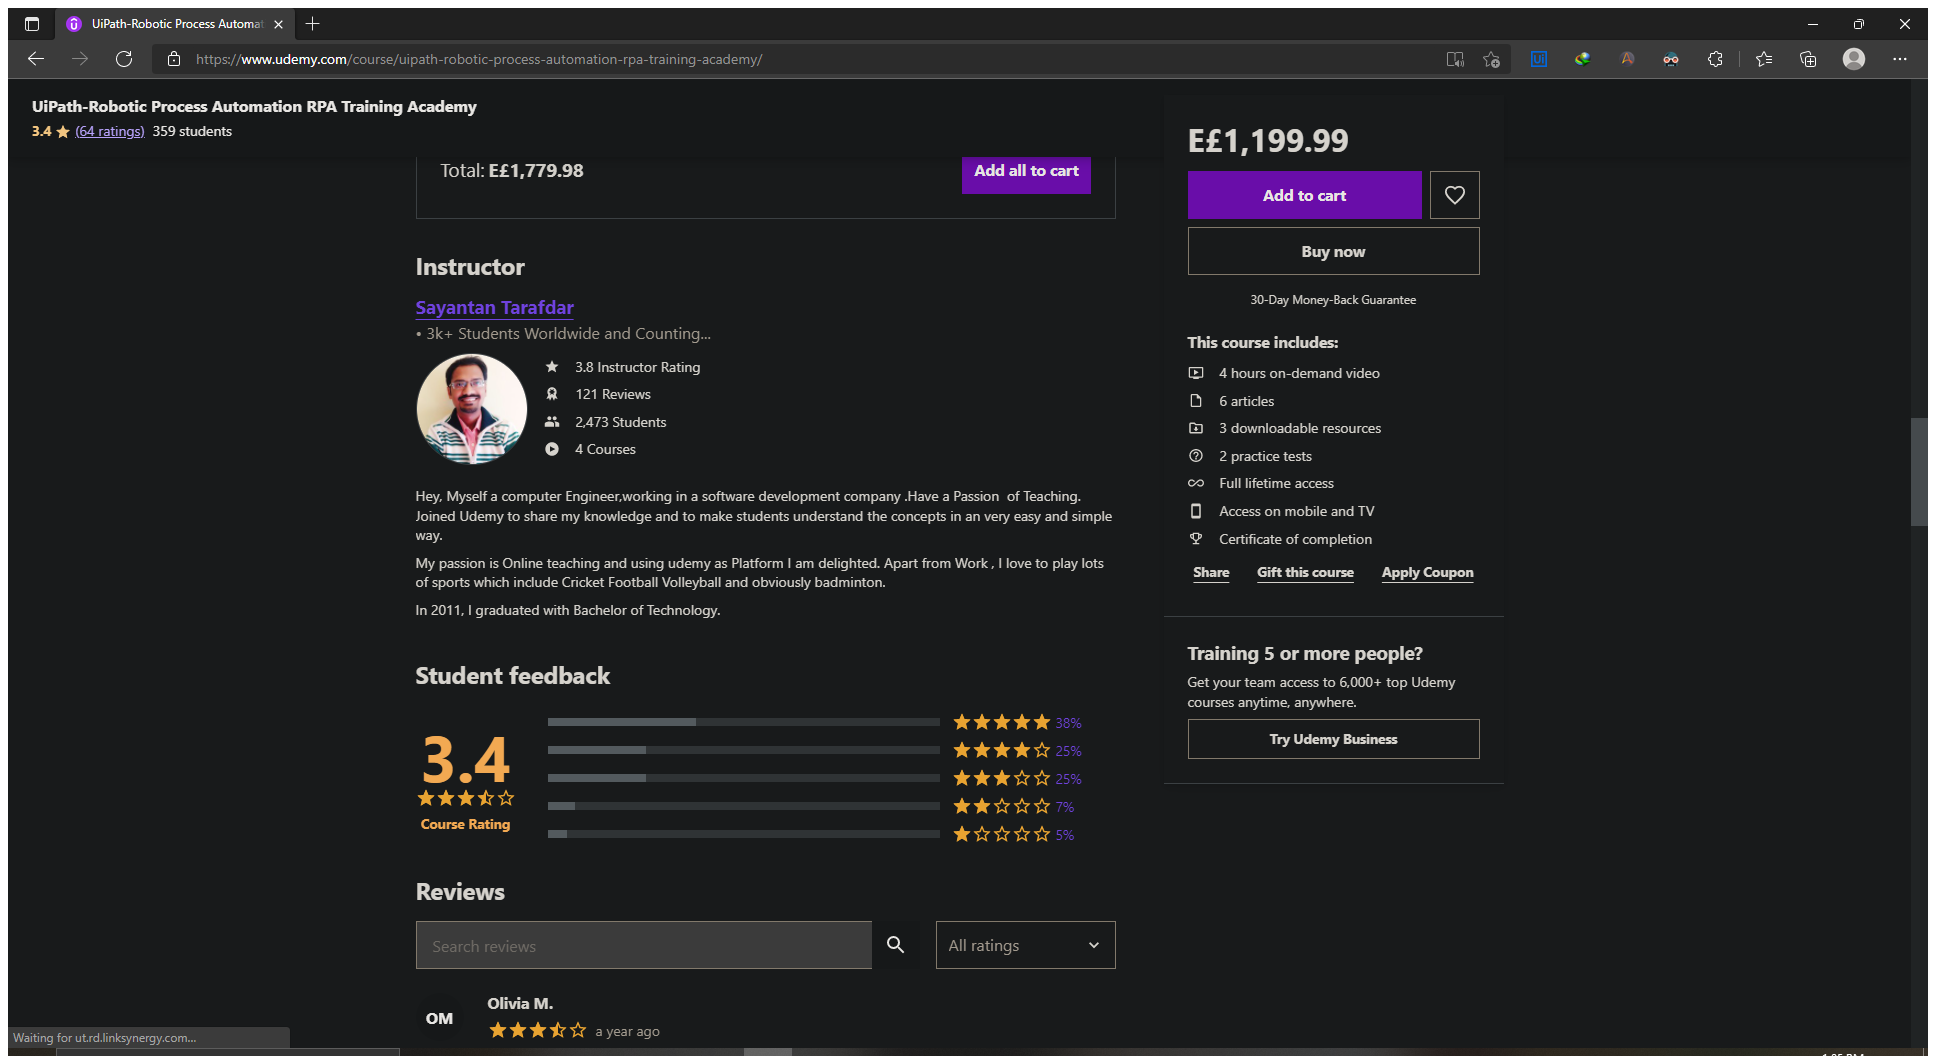 UiPath-Robotic Process Automat
https://www.udemy.com/course/uipath-robotic-process-automation-rpa-training-academy/
UiPath-Robotic Process Automation RPA Training Academy
3.4 (64 ratings) 359 students
Total: E£1,779.98
Add all to cart
Instructor
Sayantan Tarafdar
• 3k+ Students Worldwide and Counting...
3.8 Instructor Rating
121 Reviews
2,473 Students
4 Courses
Hey, Myself a computer Engineer,working in a software development company .Have a Passion  of Teaching.
Joined Udemy to share my knowledge and to make students understand the concepts in an very easy and simple
way.
My passion is Online teaching and using udemy as Platform I am delighted. Apart from Work , I love to play lots
of sports which include Cricket Football Volleyball and obviously badminton.
In 2011, I graduated with Bachelor of Technology.
Student feedback
3.4
Course Rating
38%
25%
25%
7%
5%
Reviews
Search reviews
All ratings
OM
Olivia M.
a year ago
E£1,199.99
Add to cart
Buy now
30-Day Money-Back Guarantee
This course includes:
4 hours on-demand video
6 articles
3 downloadable resources
2 practice tests
Full lifetime access
Access on mobile and TV
Certificate of completion
Share Gift this course Apply Coupon
Training 5 or more people?
Get your team access to 6,000+ top Udemy
courses anytime, anywhere.
Try Udemy Business
Waiting for ut.rd.linksynergy.com...